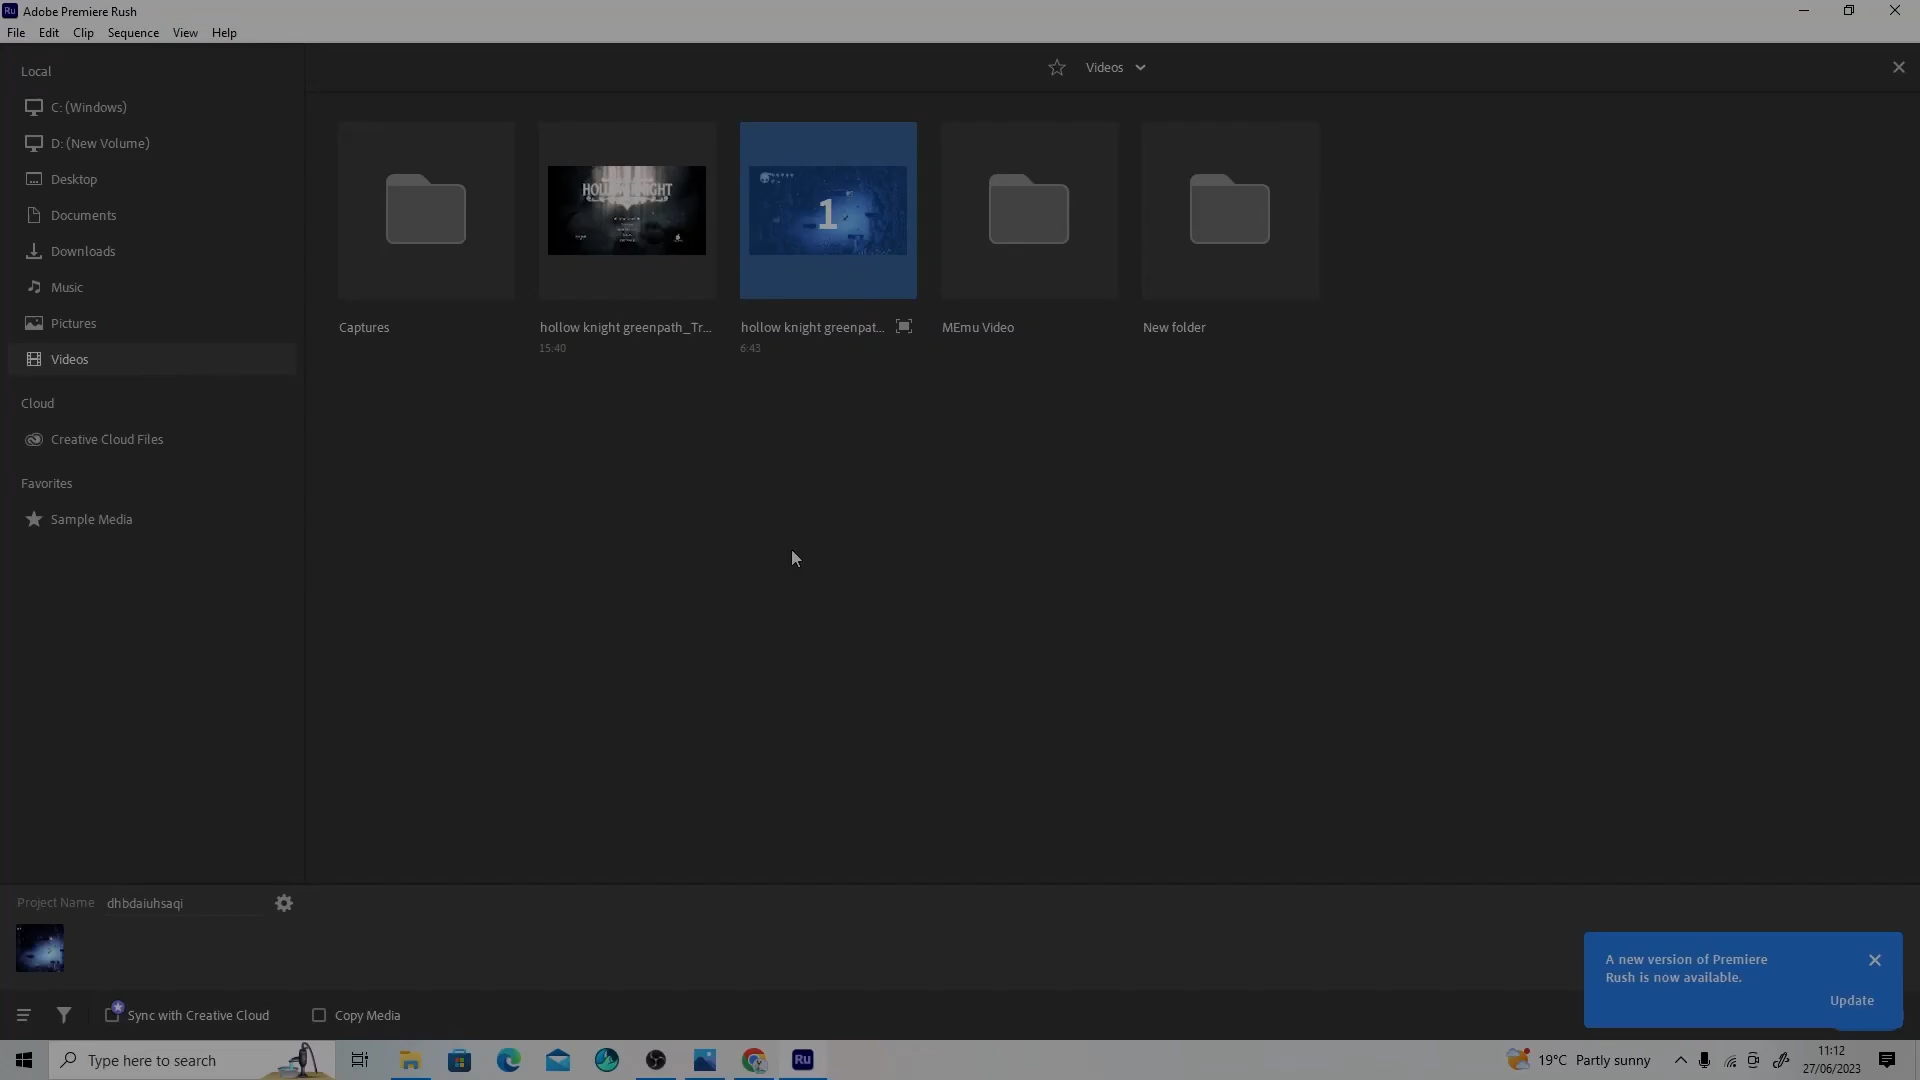 Ru Adobe Premiere Rush
File Edit Clip Sequence View Help
Local
C: (Windows)
D: (New Volume)
Desktop
Documents
Downloads
Music
Pictures
Videos
Cloud
Creative Cloud Files
Favorites
Sample Media
Videos
HOLLOW KNIGHT
1
Captures
hollow knight greenpath_Tr...
15:40
hollow knight greenpat...
6:43
MEmu Video
New folder
Project Name dhbdaiuhsaqi
A new version of Premiere
Rush is now available.
Update
Sync with Creative Cloud
Copy Media
Type here to search
Ru
19°C Partly sunny
11:12
27/06/2023